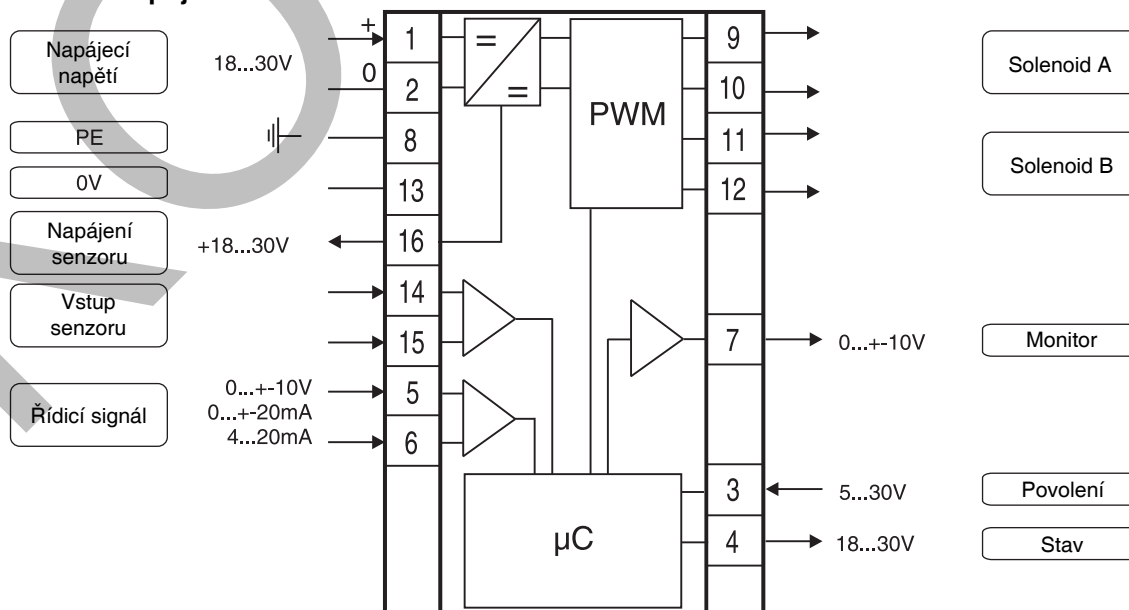 Napájecí
napětí
18...30V
+
0
1
2
=
=
PWM
9
10
11
12
Solenoid A
Solenoid B
PE
8
0V
13
Napájení
senzoru
+18...30V
16
Vstup
senzoru
14
15
7
0...+-10V
Monitor
Řídicí signál
0...+-10V
0...+-20mA
4...20mA
5
6
µC
3
5...30V
Povolení
4
18...30V
Stav